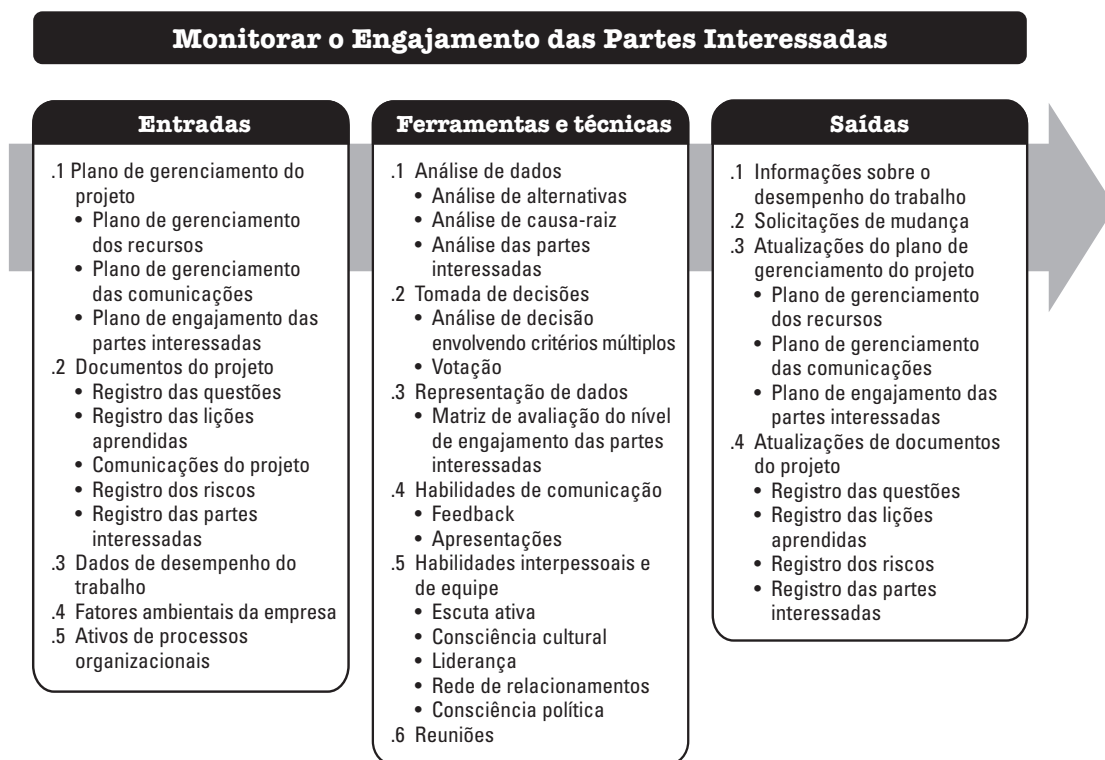 Monitorar o Engajamento das Partes Interessadas
Entradas
.1 Plano de gerenciamento do
projeto
• Plano de gerenciamento
dos recursos
• Plano de gerenciamento
das comunicações
• Plano de engajamento das
partes interessadas
.2 Documentos do projeto
• Registro das questões
• Registro das lições
aprendidas
• Comunicações do projeto
• Registro dos riscos
• Registro das partes
interessadas
.3 Dados de desempenho do
trabalho
.4 Fatores ambientais da empresa
.5 Ativos de processos
organizacionais
Ferramentas e técnicas
.1 Análise de dados
• Análise de alternativas
• Análise de causa-raiz
• Análise das partes
interessadas
.2 Tomada de decisões
• Análise de decisão
envolvendo critérios múltiplos
• Votação
.3 Representação de dados
• Matriz de avaliação do nível
de engajamento das partes
interessadas
.4 Habilidades de comunicação
• Feedback
• Apresentações
.5 Habilidades interpessoais e
de equipe
• Escuta ativa
• Consciência cultural
• Liderança
• Rede de relacionamentos
• Consciência política
.6 Reuniões
Saídas
.1 Informações sobre o
desempenho do trabalho
.2 Solicitações de mudança
.3 Atualizações do plano de
gerenciamento do projeto
• Plano de gerenciamento
dos recursos
• Plano de gerenciamento
das comunicações
• Plano de engajamento das
partes interessadas
.4 Atualizações de documentos
do projeto
• Registro das questões
• Registro das lições
aprendidas
• Registro dos riscos
• Registro das partes
interessadas